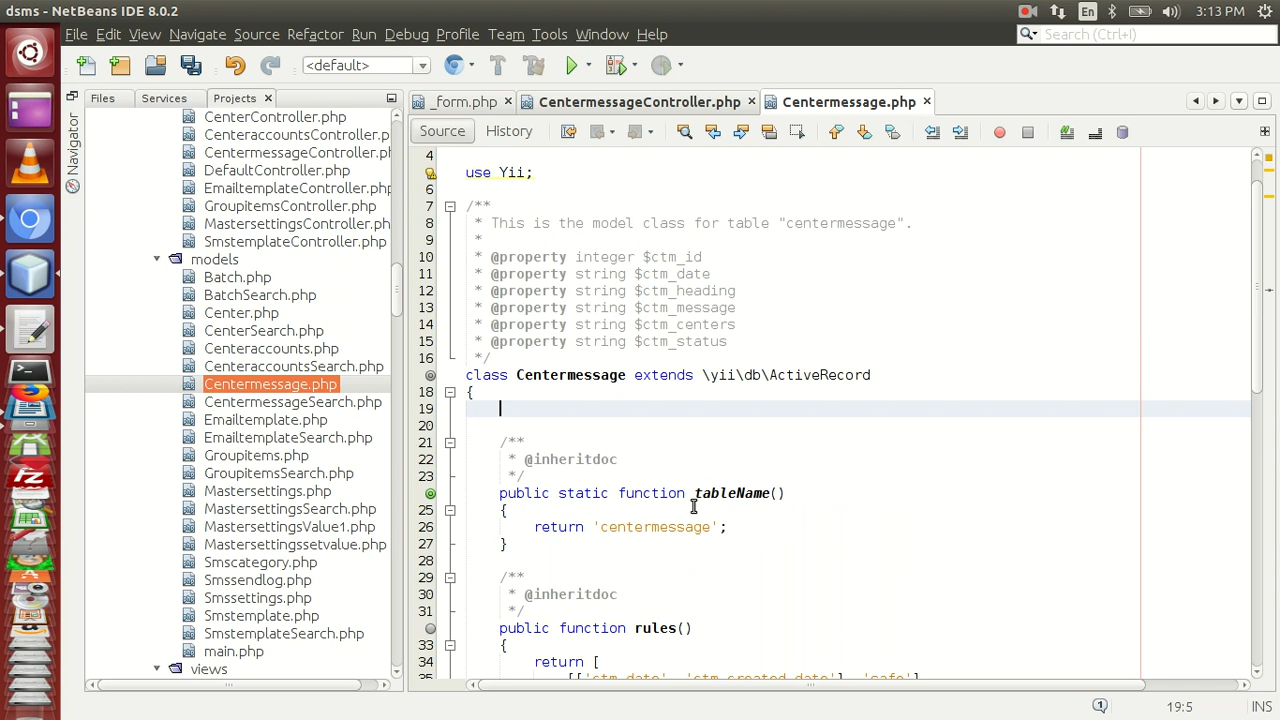 dsms - NetBeans IDE 8.0.2
En
3:13 PM
File Edit View Navigate Source Refactor Run Debug Profile Team Tools Window Help
Search (Ctrl+I)
<default>
Files Services Projects
_form.php CentermessageController.php Centermessage.php
Navigator
Source History
CenterController.php
CenteraccountsController.p
CentermessageController.ph
DefaultController.php
EmailtemplateController.php
GroupitemsController.php
MastersettingsController.ph
SmstemplateController.php
models
Batch.php
BatchSearch.php
Center.php
CenterSearch.php
Centeraccounts.php
CenteraccountsSearch.php
Centermessage.php
CentermessageSearch.php
Emailtemplate.php
EmailtemplateSearch.php
Groupitems.php
GroupitemsSearch.php
Mastersettings.php
MastersettingsSearch.php
MastersettingsValue1.php
Mastersettingssetvalue.php
Smscategory.php
Smssendlog.php
Smssettings.php
Smstemplate.php
SmstemplateSearch.php
main.php
views
4
use Yii;
6
7 /**
8 * This is the model class for table "centermessage".
9 *
10 * @property integer $ctm_id
11 * @property string $ctm_date
12 * @property string $ctm_heading
13 * @property string $ctm_message
14 * @property string $ctm_centers
15 * @property string $ctm_status
16 */
class Centermessage extends \yii\db\ActiveRecord
18 {
19
20
21 /**
22 * @inheritdoc
23 */
public static function tableName()
25 {
26 return 'centermessage';
27 }
28
29 /**
30 * @inheritdoc
31 */
public function rules()
33 {
34 return [
[['ctm_date', 'ctm_created_date'], 'safe'],
1
19:5
INS